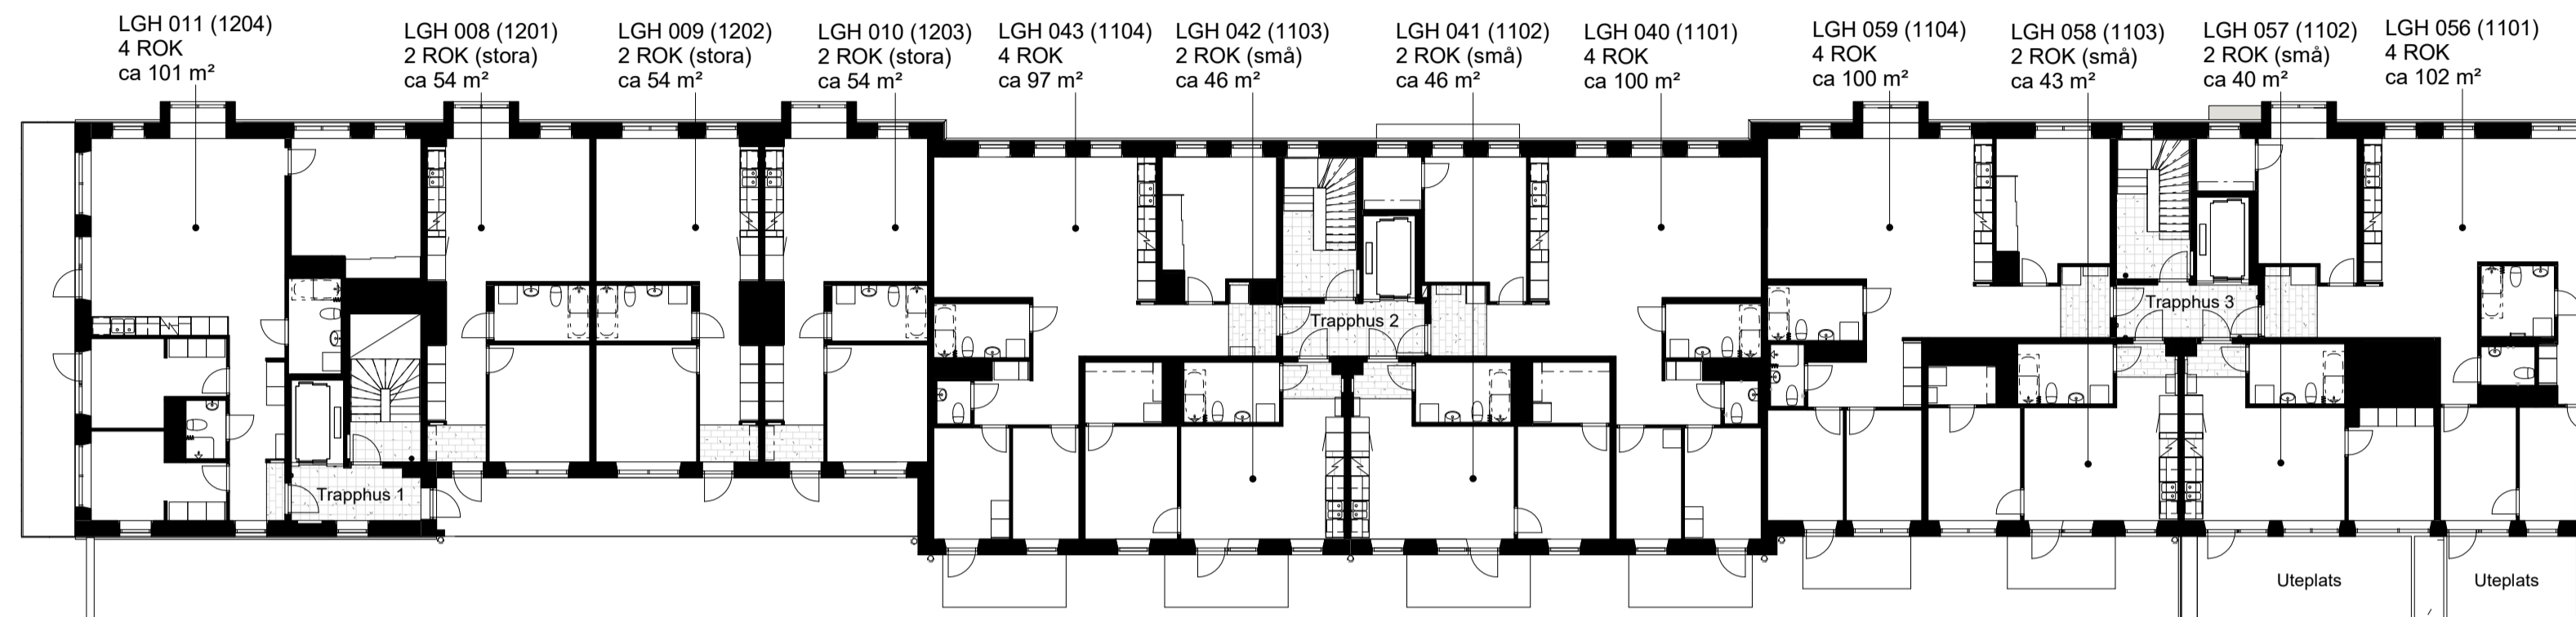 LGH 011 (1204)
4 ROK
ca 101 m²
LGH 008 (1201)
2 ROK (stora)
ca 54 m²
LGH 009 (1202)
2 ROK (stora)
ca 54 m²
LGH 010 (1203)
2 ROK (stora)
ca 54 m²
LGH 043 (1104)
4 ROK
ca 97 m²
LGH 042 (1103)
2 ROK (små)
ca 46 m²
LGH 041 (1102)
2 ROK (små)
ca 46 m²
LGH 040 (1101)
4 ROK
ca 100 m²
LGH 059 (1104)
4 ROK
ca 100 m²
LGH 058 (1103)
2 ROK (små)
ca 43 m²
LGH 057 (1102)
2 ROK (små)
ca 40 m²
LGH 056 (1101)
4 ROK
ca 102 m²
Trapphus 1
Trapphus 2
Trapphus 3
Uteplats
Uteplats